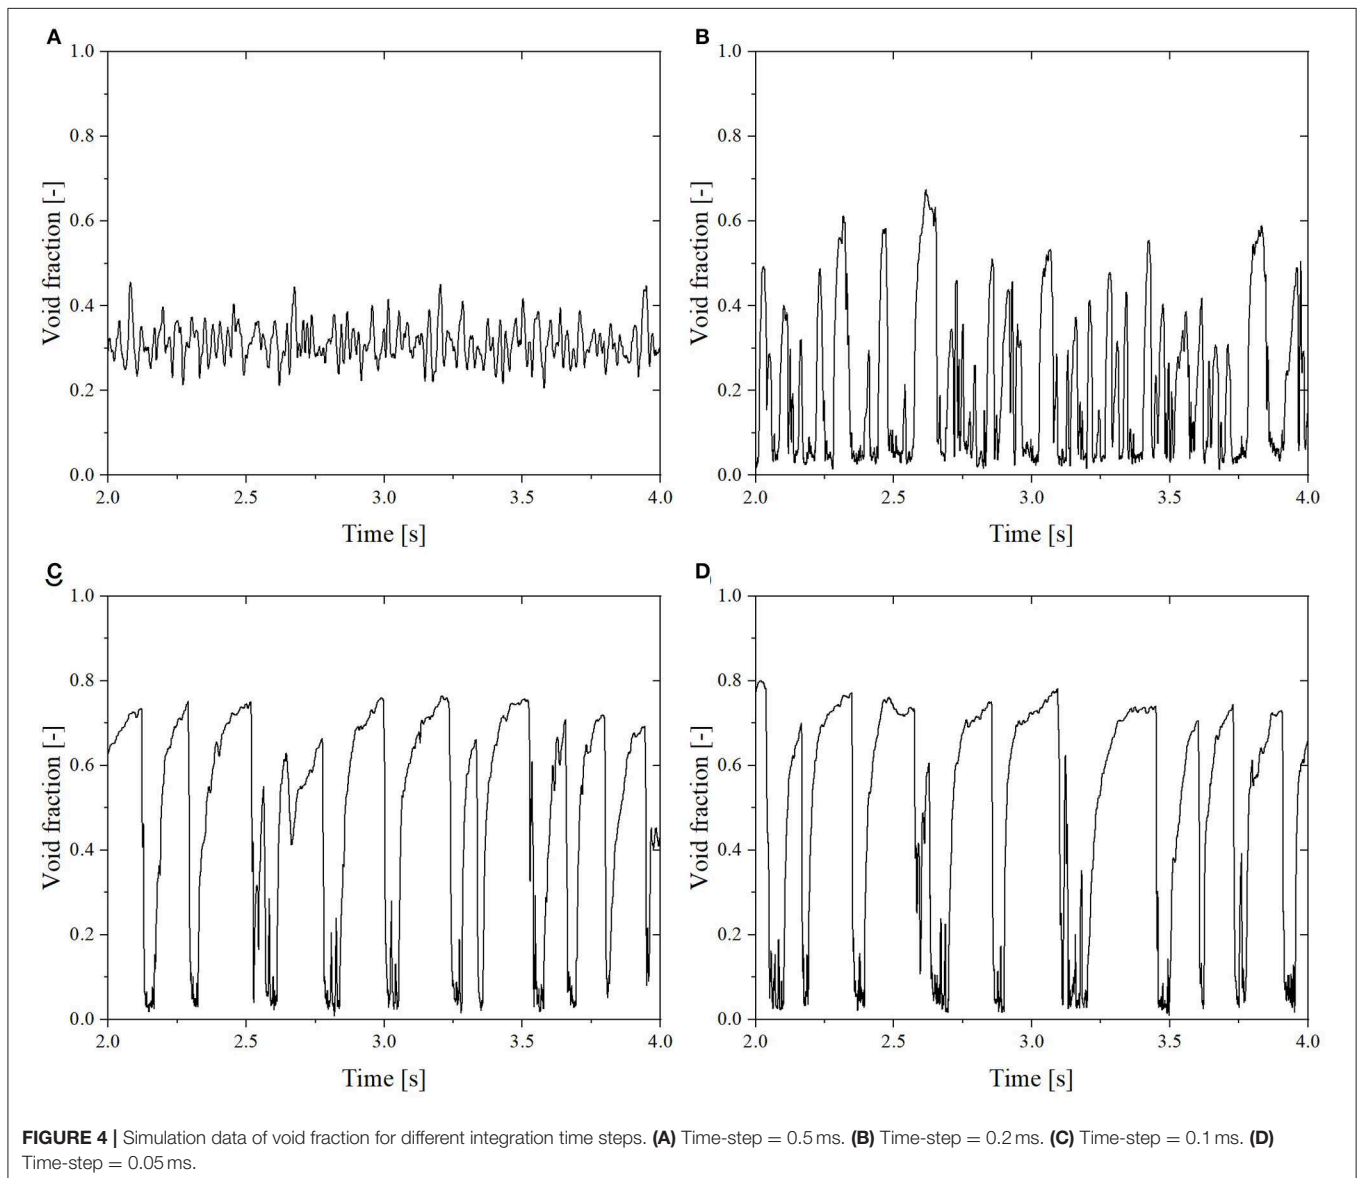 A
B
1.0
0.8
0.6
0.4
0.2
0.0
Void fraction [-]
2.0 2.5 3.0 3.5 4.0
Time [s]
1.0
0.8
0.6
0.4
0.2
0.0
Void fraction [-]
2.0 2.5 3.0 3.5 4.0
Time [s]
C
D
1.0
0.8
0.6
0.4
0.2
0.0
Void fraction [-]
2.0 2.5 3.0 3.5 4.0
Time [s]
1.0
0.8
0.6
0.4
0.2
0.0
Void fraction [-]
2.0 2.5 3.0 3.5 4.0
Time [s]
FIGURE 4 | Simulation data of void fraction for different integration time steps. (A) Time-step = 0.5 ms. (B) Time-step = 0.2 ms. (C) Time-step = 0.1 ms. (D)
Time-step = 0.05 ms.